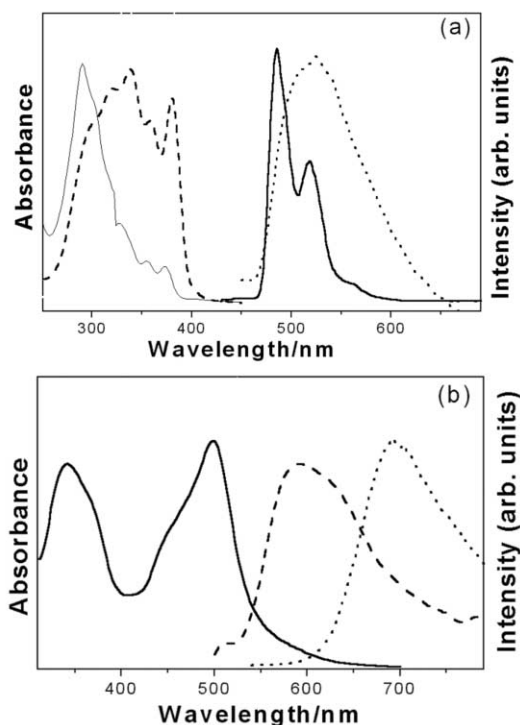 (a)
Absorbance
Intensity (arb. units)
300 400 500 600
Wavelength/nm
(b)
Absorbance
Intensity (arb. units)
400 500 600 700
Wavelength/nm